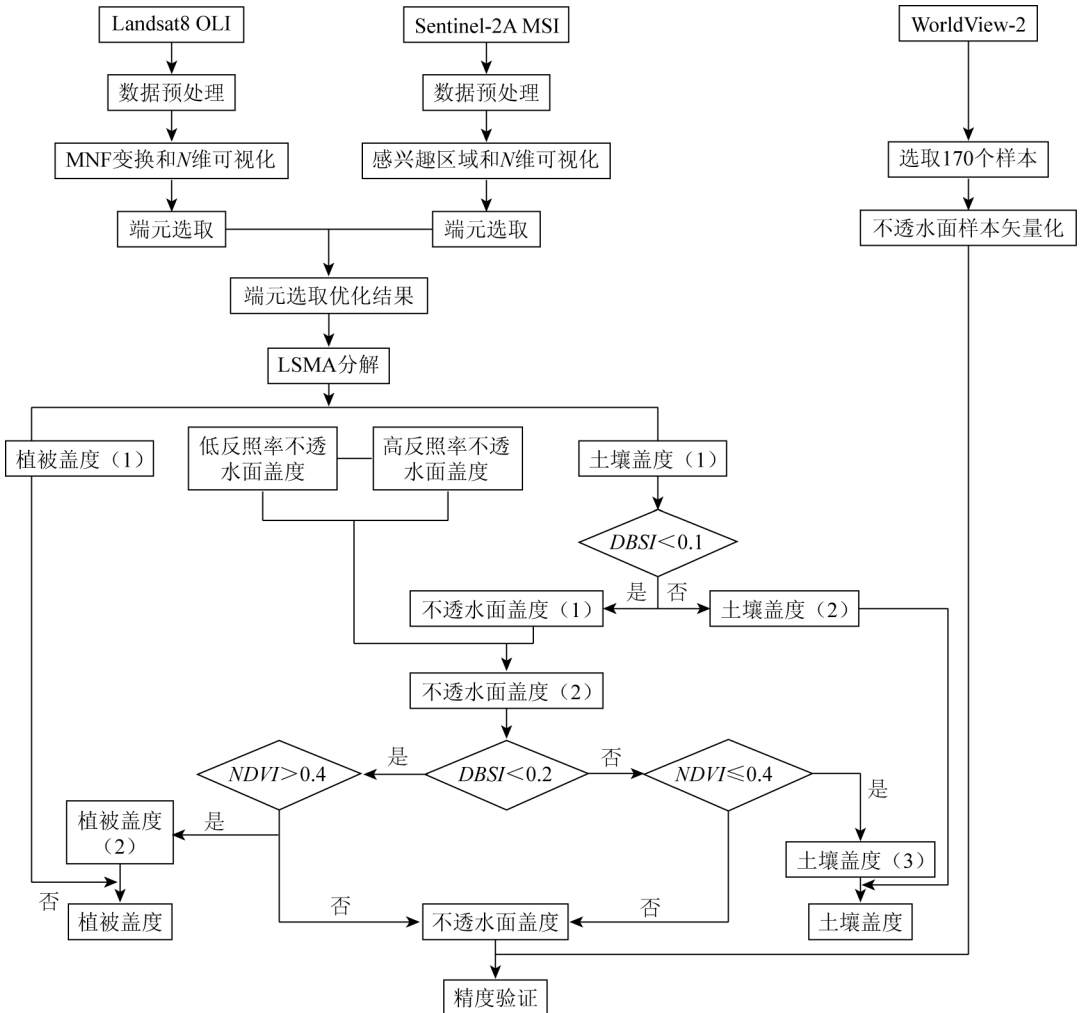 Landsat8 OLI
Sentinel-2A MSI
WorldView-2
数据预处理
数据预处理
MNF变换和N维可视化
感兴趣区域和N维可视化
选取170个样本
端元选取
端元选取
不透水面样本矢量化
端元选取优化结果
LSMA分解
植被盖度（1）
低反照率不透
水面盖度
高反照率不透
水面盖度
土壤盖度（1）
DBSI＜0.1
是
否
不透水面盖度（1）
土壤盖度（2）
不透水面盖度（2）
NDVI＞0.4
是
DBSI＜0.2
否
NDVI≤0.4
是
植被盖度
（2）
是
土壤盖度（3）
否
植被盖度
否
不透水面盖度
否
土壤盖度
精度验证